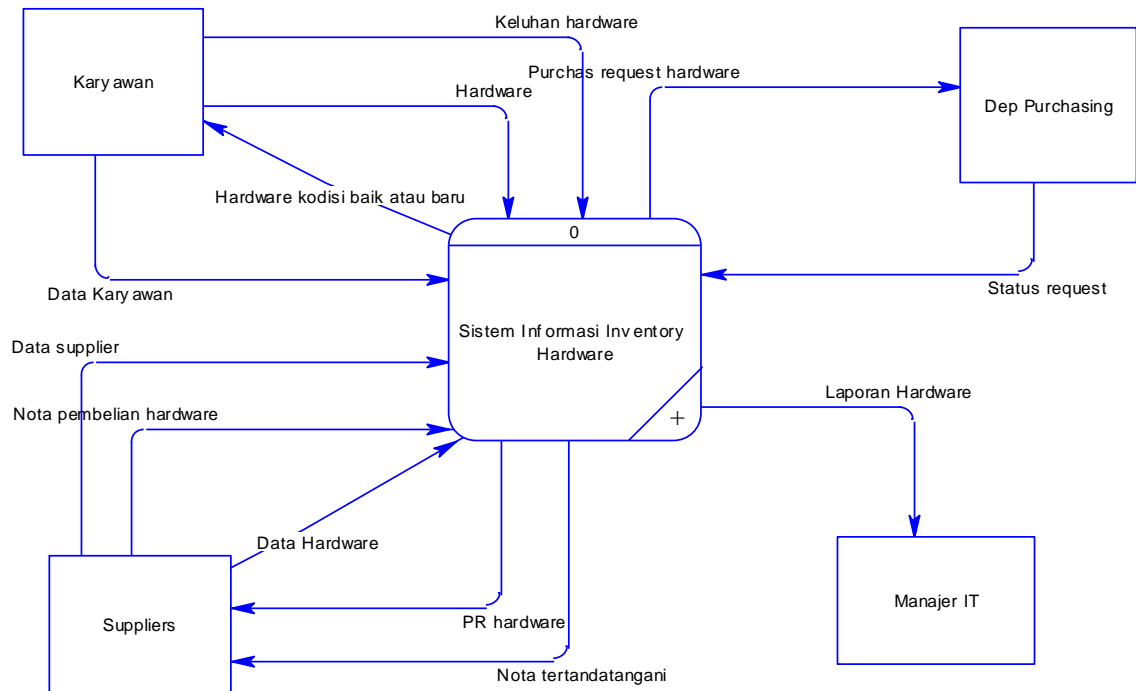 Keluhan hardware
Karyawan
Purchas request hardware
Hardware
Dep Purchasing
Hardware kodisi baik atau baru
0
Data Karyawan
Status request
Sistem Informasi Inventory
Hardware
Data supplier
Laporan Hardware
Nota pembelian hardware
+
Data Hardware
Manajer IT
PR hardware
Suppliers
Nota tertandatangani